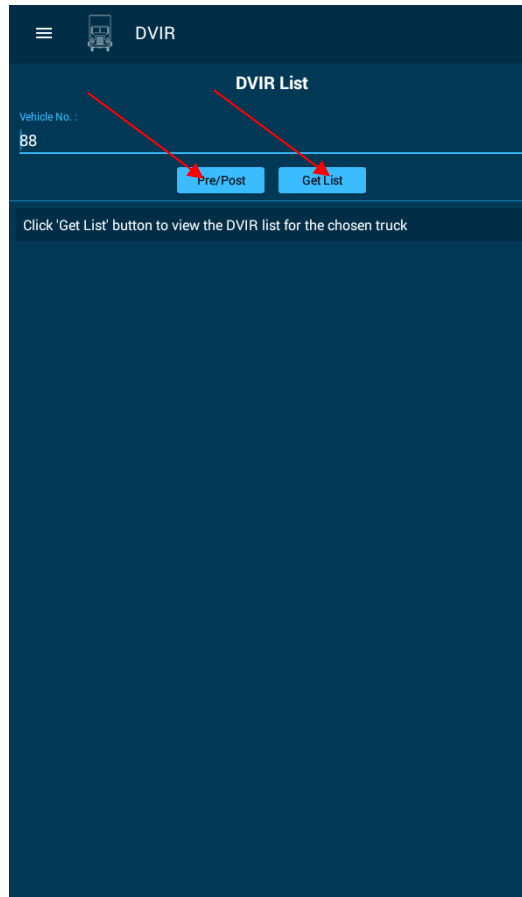 DVIR
DVIR List
Vehicle No. :
88
Pre/Post Get List
Click 'Get List' button to view the DVIR list for the chosen truck